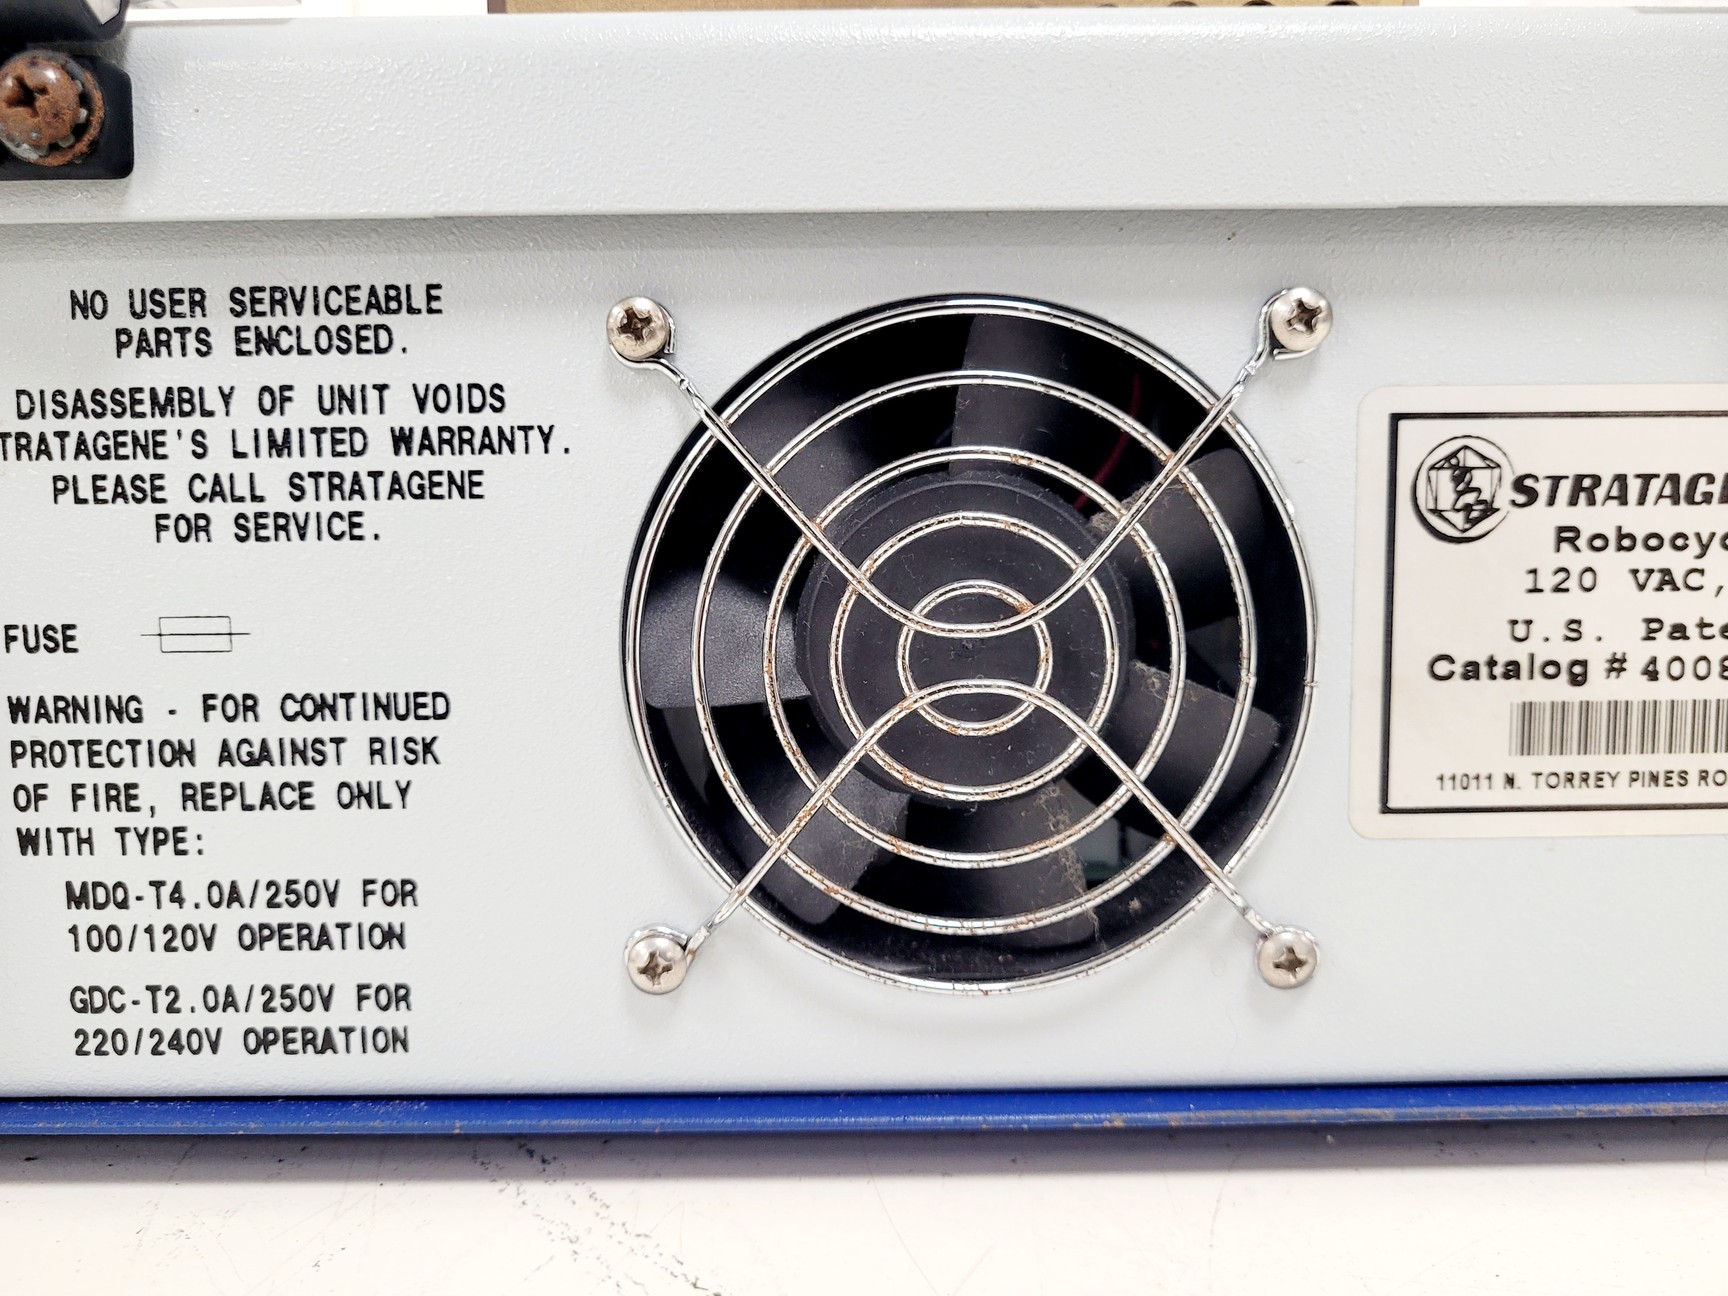 NO USER SERVICEABLE
PARTS ENCLOSED.
DISASSEMBLY OF UNIT VOIDS
TRATAGENE'S LIMITED WARRANTY.
PLEASE CALL STRATAGENE
FOR SERVICE.
FUSE
WARNING - FOR CONTINUED
PROTECTION AGAINST RISK
OF FIRE, REPLACE ONLY
WITH TYPE:
MDQ-T4.0A/250V FOR
100/120V OPERATION
GDC-T2.0A/250V FOR
220/240V OPERATION
STRATAG
Robocy
120 VAC,
U.S. Pate
Catalog # 4008
11011 N. TORREY PINES RO